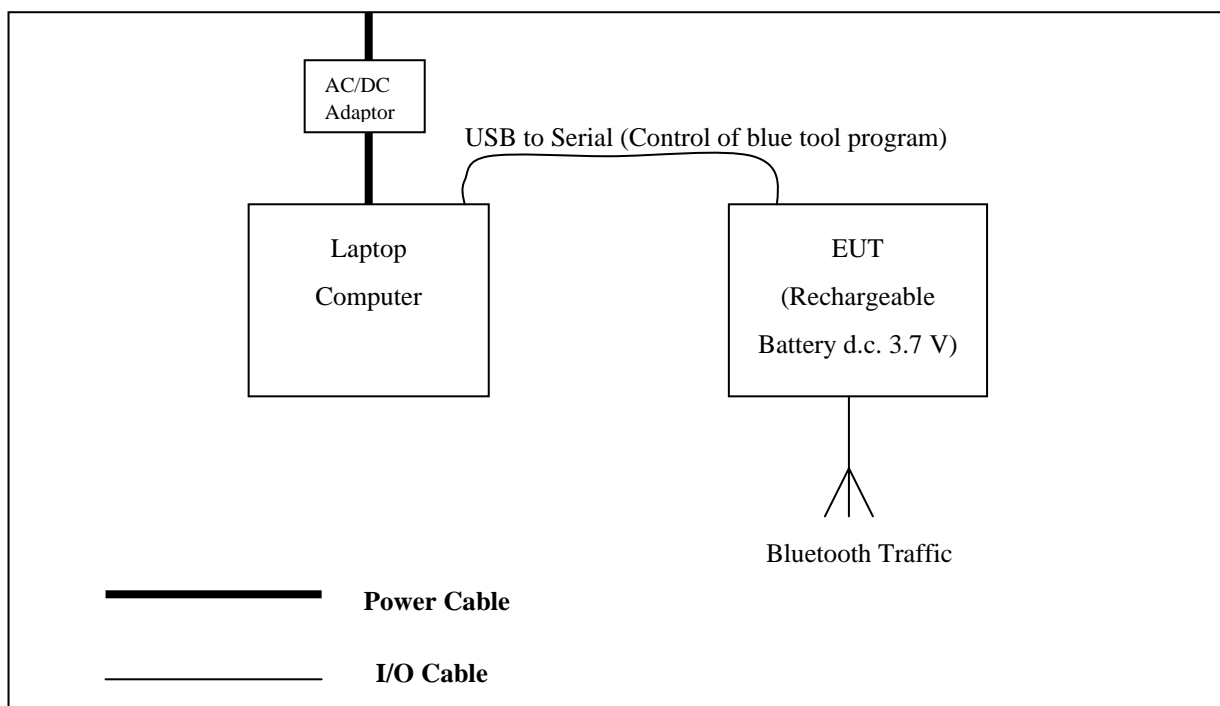 AC/DC
Adaptor
USB to Serial (Control of blue tool program)
Laptop
Computer
EUT
(Rechargeable
Battery d.c. 3.7 V)
Bluetooth Traffic
Power Cable
I/O Cable